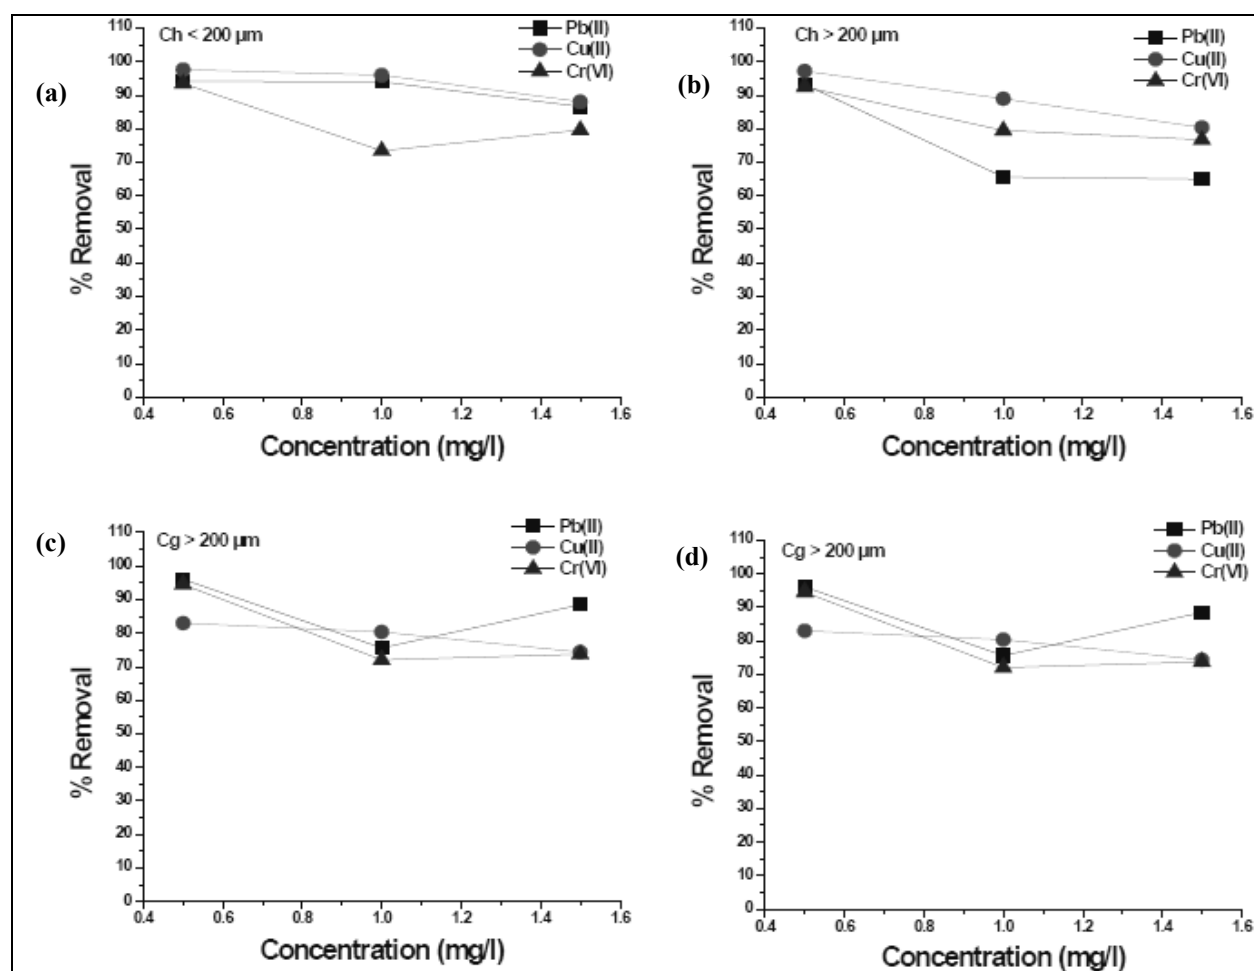 (a)
Ch < 200 µm
Pb(II)
Cu(II)
Cr(VI)
110
100
90
80
70
60
50
40
30
20
10
0
% Removal
0.4 0.6 0.8 1.0 1.2 1.4 1.6
Concentration (mg/l)
(b)
Ch > 200 µm
Pb(II)
Cu(II)
Cr(VI)
110
100
90
80
70
60
50
40
30
20
10
0
% Removal
0.4 0.6 0.8 1.0 1.2 1.4 1.6
Concentration (mg/l)
(c)
Cg > 200 µm
Pb(II)
Cu(II)
Cr(VI)
110
100
90
80
70
60
50
40
30
20
10
0
% Removal
0.4 0.6 0.8 1.0 1.2 1.4 1.6
Concentration (mg/l)
(d)
Cg > 200 µm
Pb(II)
Cu(II)
Cr(VI)
110
100
90
80
70
60
50
40
30
20
10
0
% Removal
0.4 0.6 0.8 1.0 1.2 1.4 1.6
Concentration (mg/l)